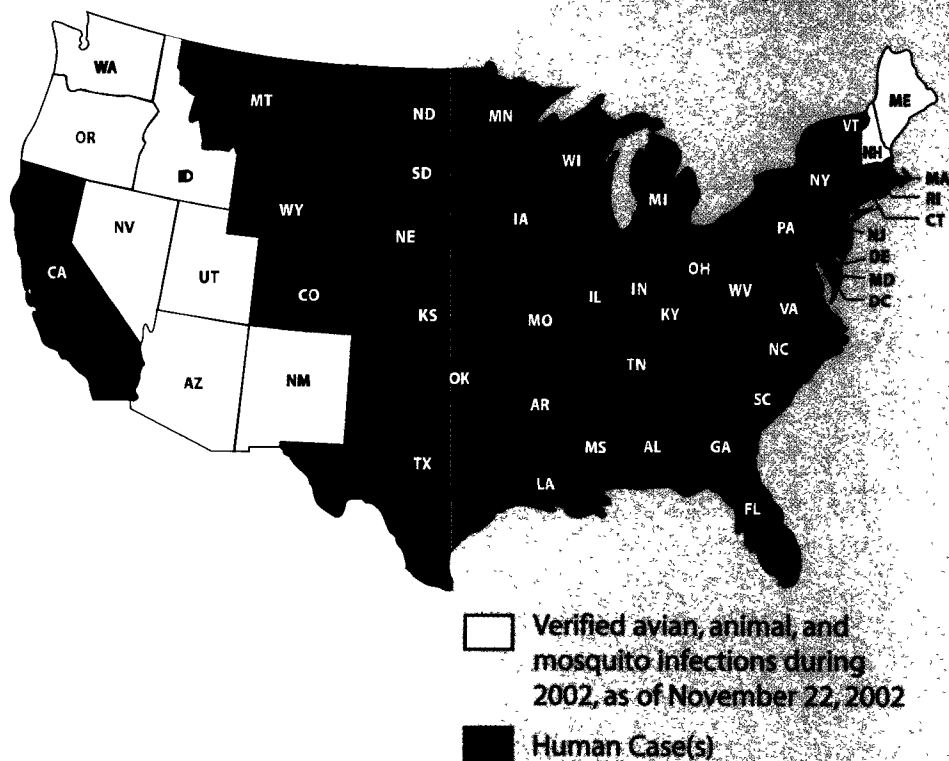 WA
MT
ND
MN
ME
VT
OR
NH
ID
SD
WI
NY
MA
RI
WY
MI
CT
NV
NE
IA
PA
NJ
UT
OH
DE
CA
CO
IN
WV
MD
IL
DC
KS
MO
KY
VA
NC
TN
AZ
NM
OK
AR
SC
MS
AL
GA
TX
LA
FL
Verified avian, animal, and
mosquito infections during
2002, as of November 22, 2002
Human Case(s)